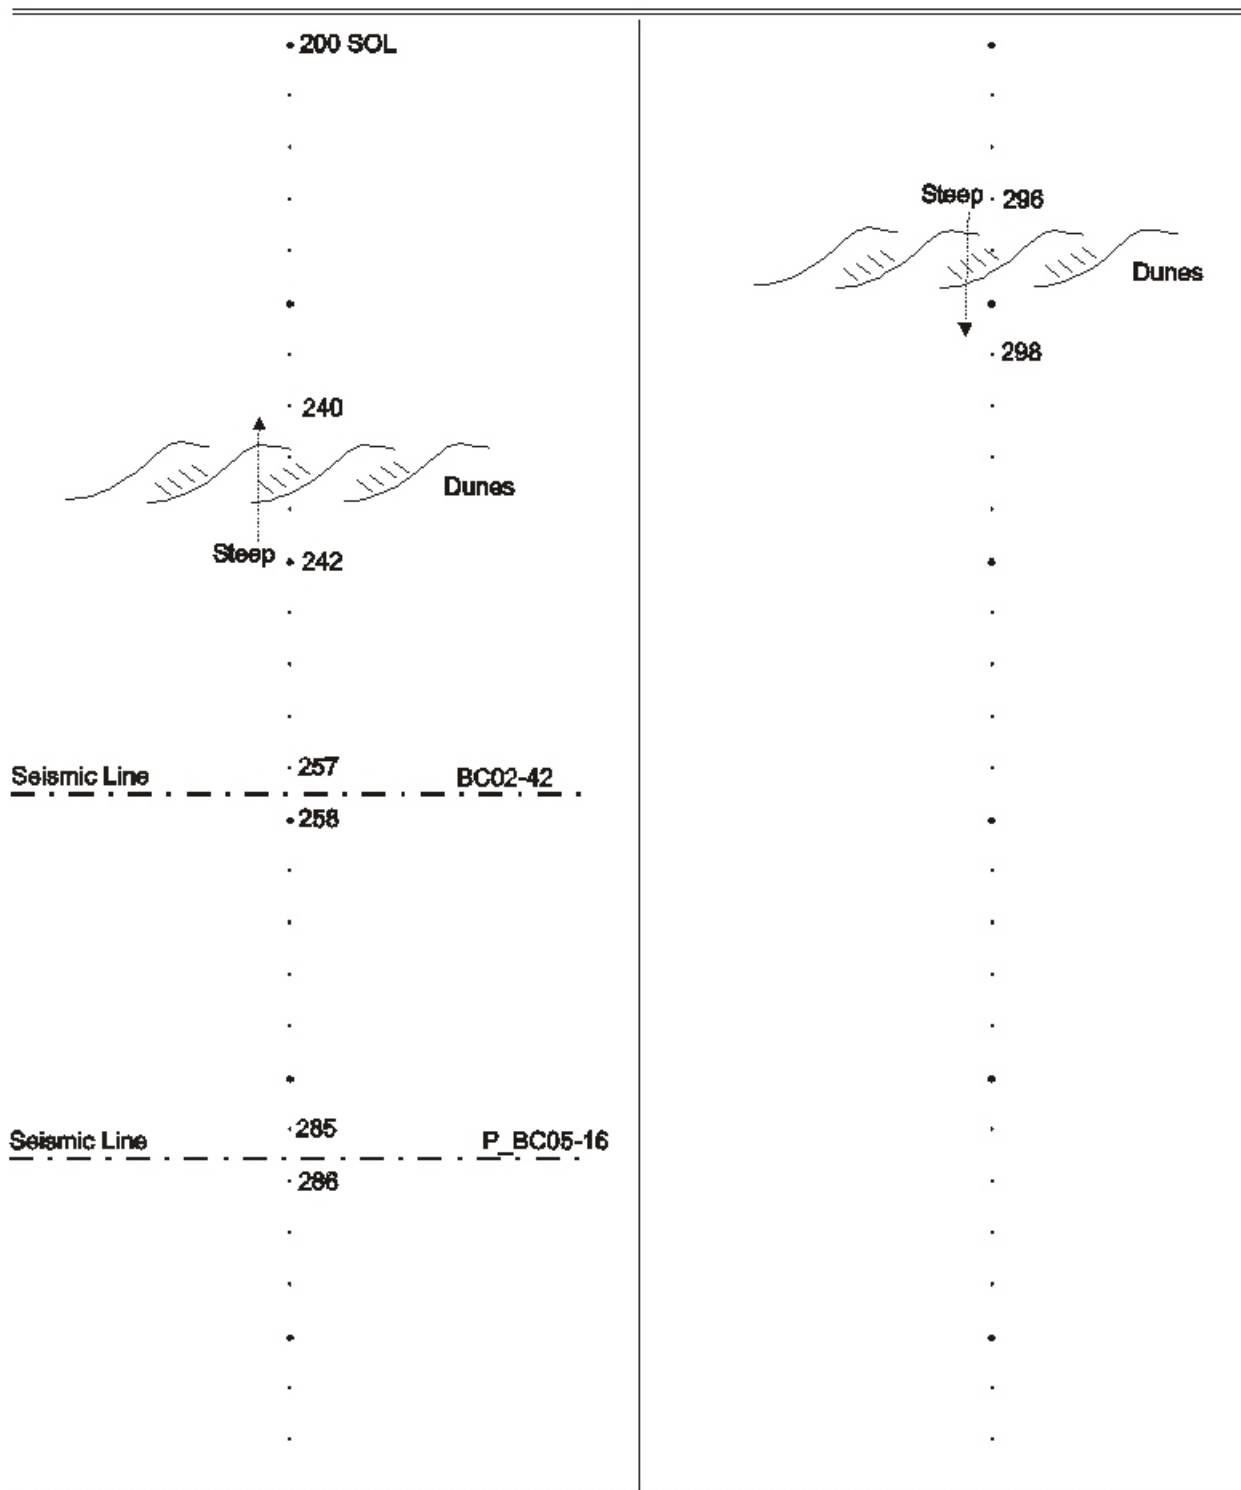 200 SOL
240
Dunes
Steep 242
257
Seismic Line BC02-42
258
285
Seismic Line P_BC05-16
286
Steep 296
Dunes
298